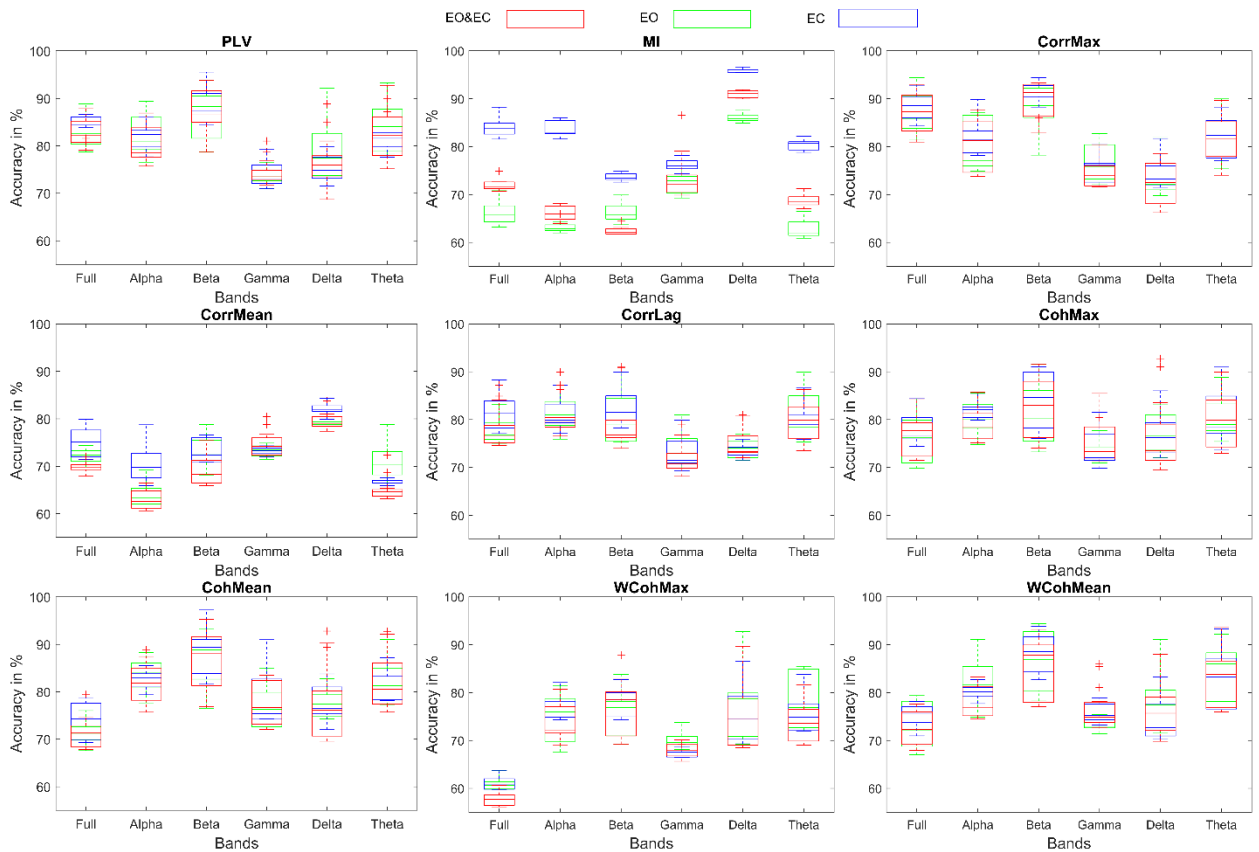 EO&EC EO EC
PLV MI CorrMax
Accuracy in % Accuracy in % Accuracy in %
100 100 100
90 90 90
80 80 80
70 70 70
60 60 60
Full Alpha Beta Gamma Delta Theta Full Alpha Beta Gamma Delta Theta Full Alpha Beta Gamma Delta Theta
Bands Bands Bands
CorrMean CorrLag CohMax
Accuracy in % Accuracy in % Accuracy in %
100 100 100
90 90 90
80 80 80
70 70 70
60 60 60
Full Alpha Beta Gamma Delta Theta Full Alpha Beta Gamma Delta Theta Full Alpha Beta Gamma Delta Theta
Bands Bands Bands
CohMean WCohMax WCohMean
Accuracy in % Accuracy in % Accuracy in %
100 100 100
90 90 90
80 80 80
70 70 70
60 60 60
Full Alpha Beta Gamma Delta Theta Full Alpha Beta Gamma Delta Theta Full Alpha Beta Gamma Delta Theta
Bands Bands Bands